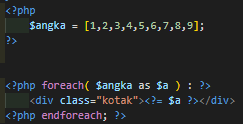 <?php
    $angka = [1,2,3,4,5,6,7,8,9];
?>
<?php foreach( $angka as $a ) : ?>
    <div class="kotak"><?= $a ?></div>
<?php endforeach; ?>